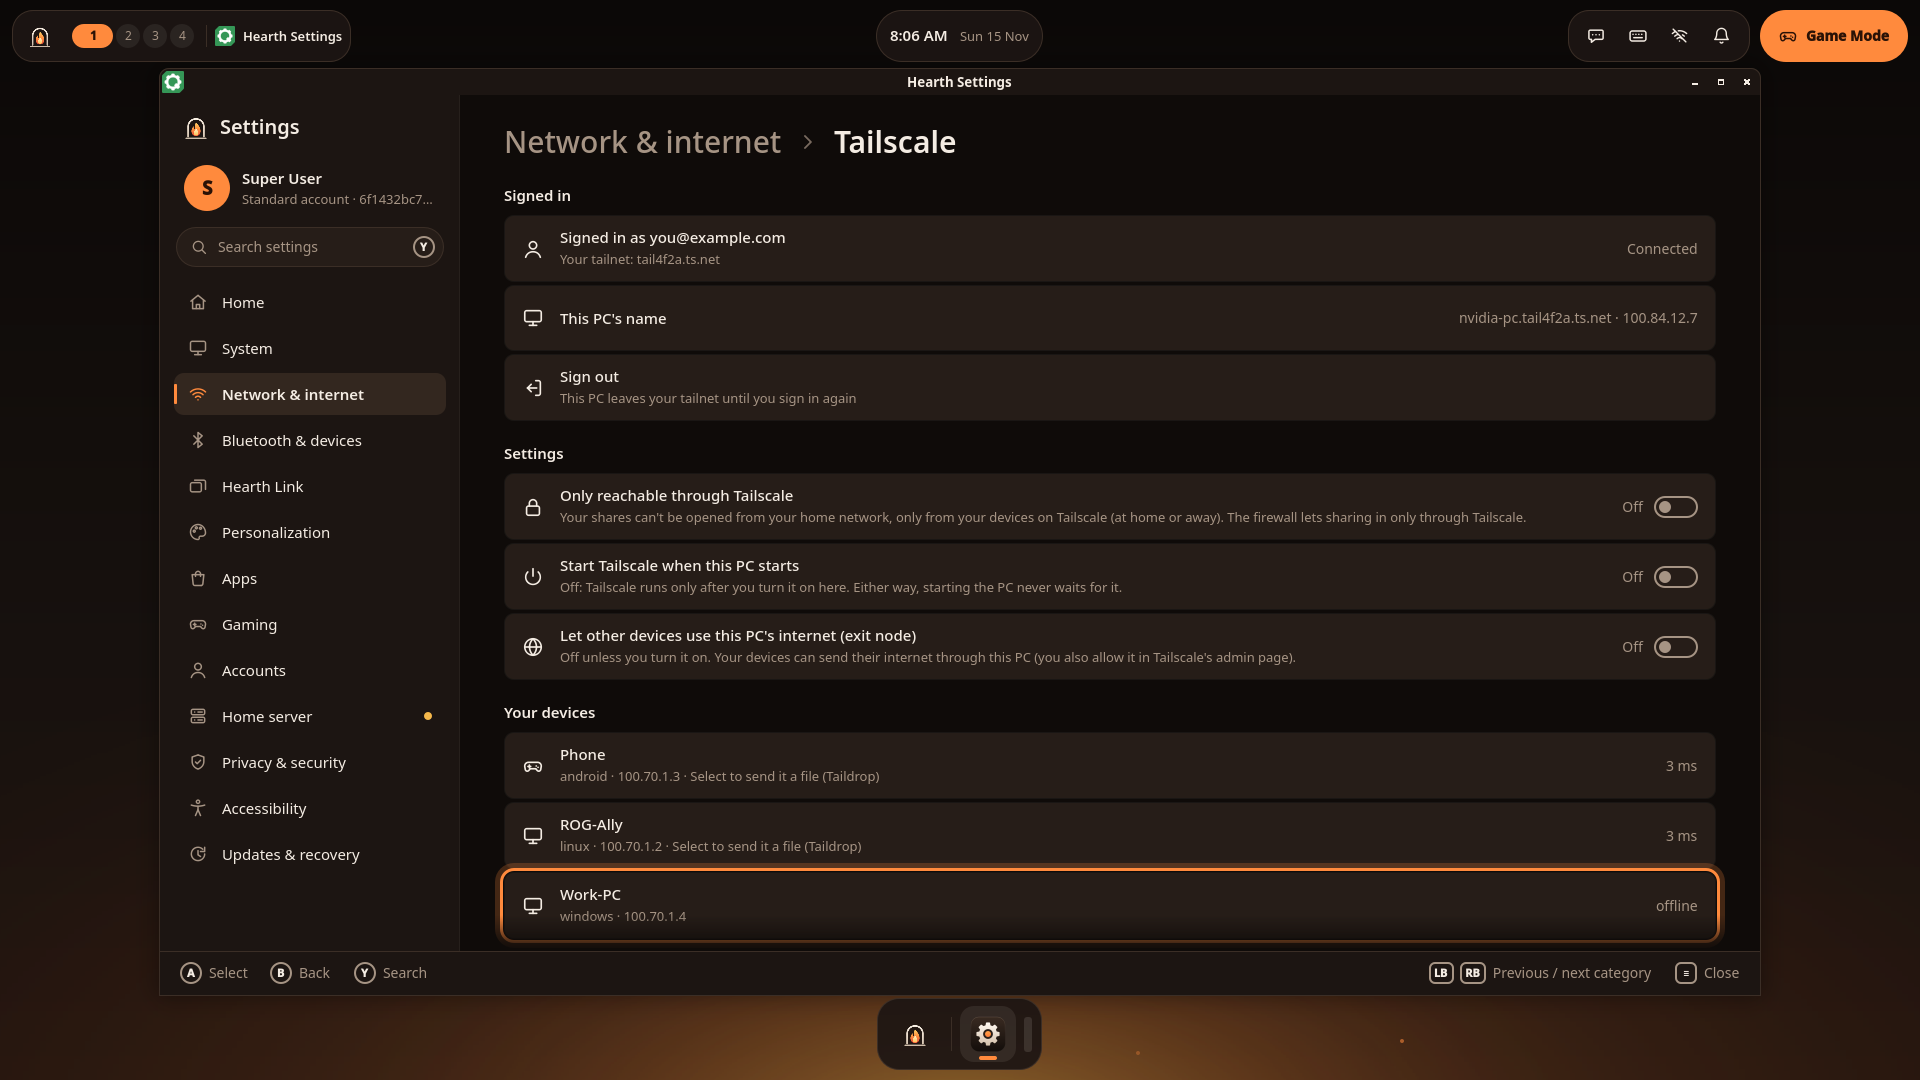 1 2 3 4 Hearth Settings
8:06 AM Sun 15 Nov
Game Mode
Hearth Settings
Settings
S
Super User
Standard account · 6f1432bc7...
Search settings Y
Home
System
Network & internet
Bluetooth & devices
Hearth Link
Personalization
Apps
Gaming
Accounts
Home server
Privacy & security
Accessibility
Updates & recovery
Network & internet > Tailscale
Signed in
Signed in as you@example.com
Your tailnet: tail4f2a.ts.net
Connected
This PC's name
nvidia-pc.tail4f2a.ts.net · 100.84.12.7
Sign out
This PC leaves your tailnet until you sign in again
Settings
Only reachable through Tailscale
Your shares can't be opened from your home network, only from your devices on Tailscale (at home or away). The firewall lets sharing in only through Tailscale.
Off
Start Tailscale when this PC starts
Off: Tailscale runs only after you turn it on here. Either way, starting the PC never waits for it.
Off
Let other devices use this PC's internet (exit node)
Off unless you turn it on. Your devices can send their internet through this PC (you also allow it in Tailscale's admin page).
Off
Your devices
Phone
android · 100.70.1.3 · Select to send it a file (Taildrop)
3 ms
ROG-Ally
linux · 100.70.1.2 · Select to send it a file (Taildrop)
3 ms
Work-PC
windows · 100.70.1.4
offline
A Select B Back Y Search
LB RB Previous / next category ≡ Close